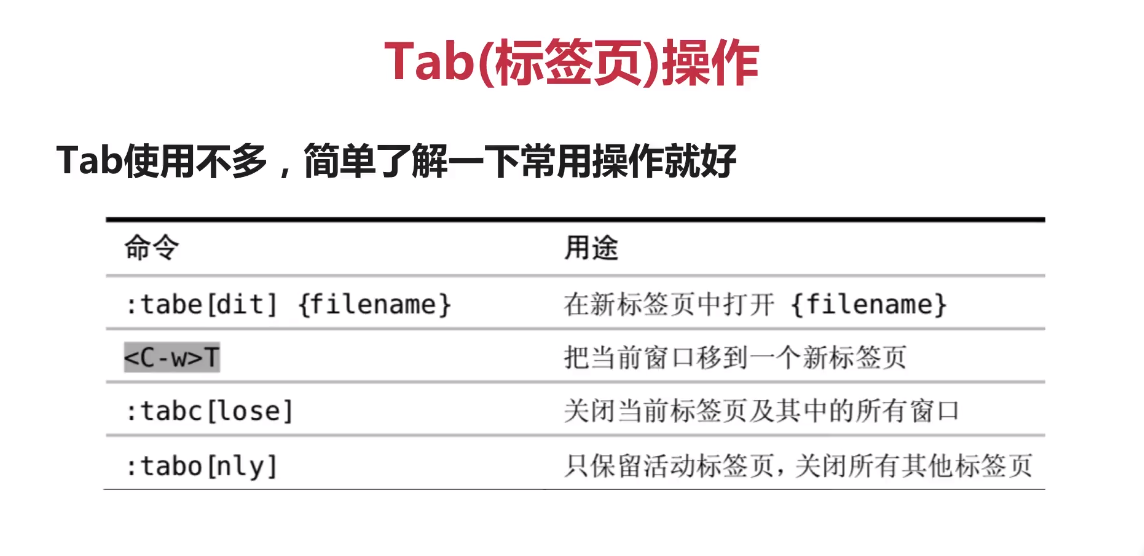 Tab(标签页)操作
Tab使用不多，简单了解一下常用操作就好
命令 用途
:tabe[dit] {filename} 在新标签页中打开 {filename}
<C-w>T 把当前窗口移到一个新标签页
:tabc[lose] 关闭当前标签页及其中的所有窗口
:tabo[nly] 只保留活动标签页，关闭所有其他标签页